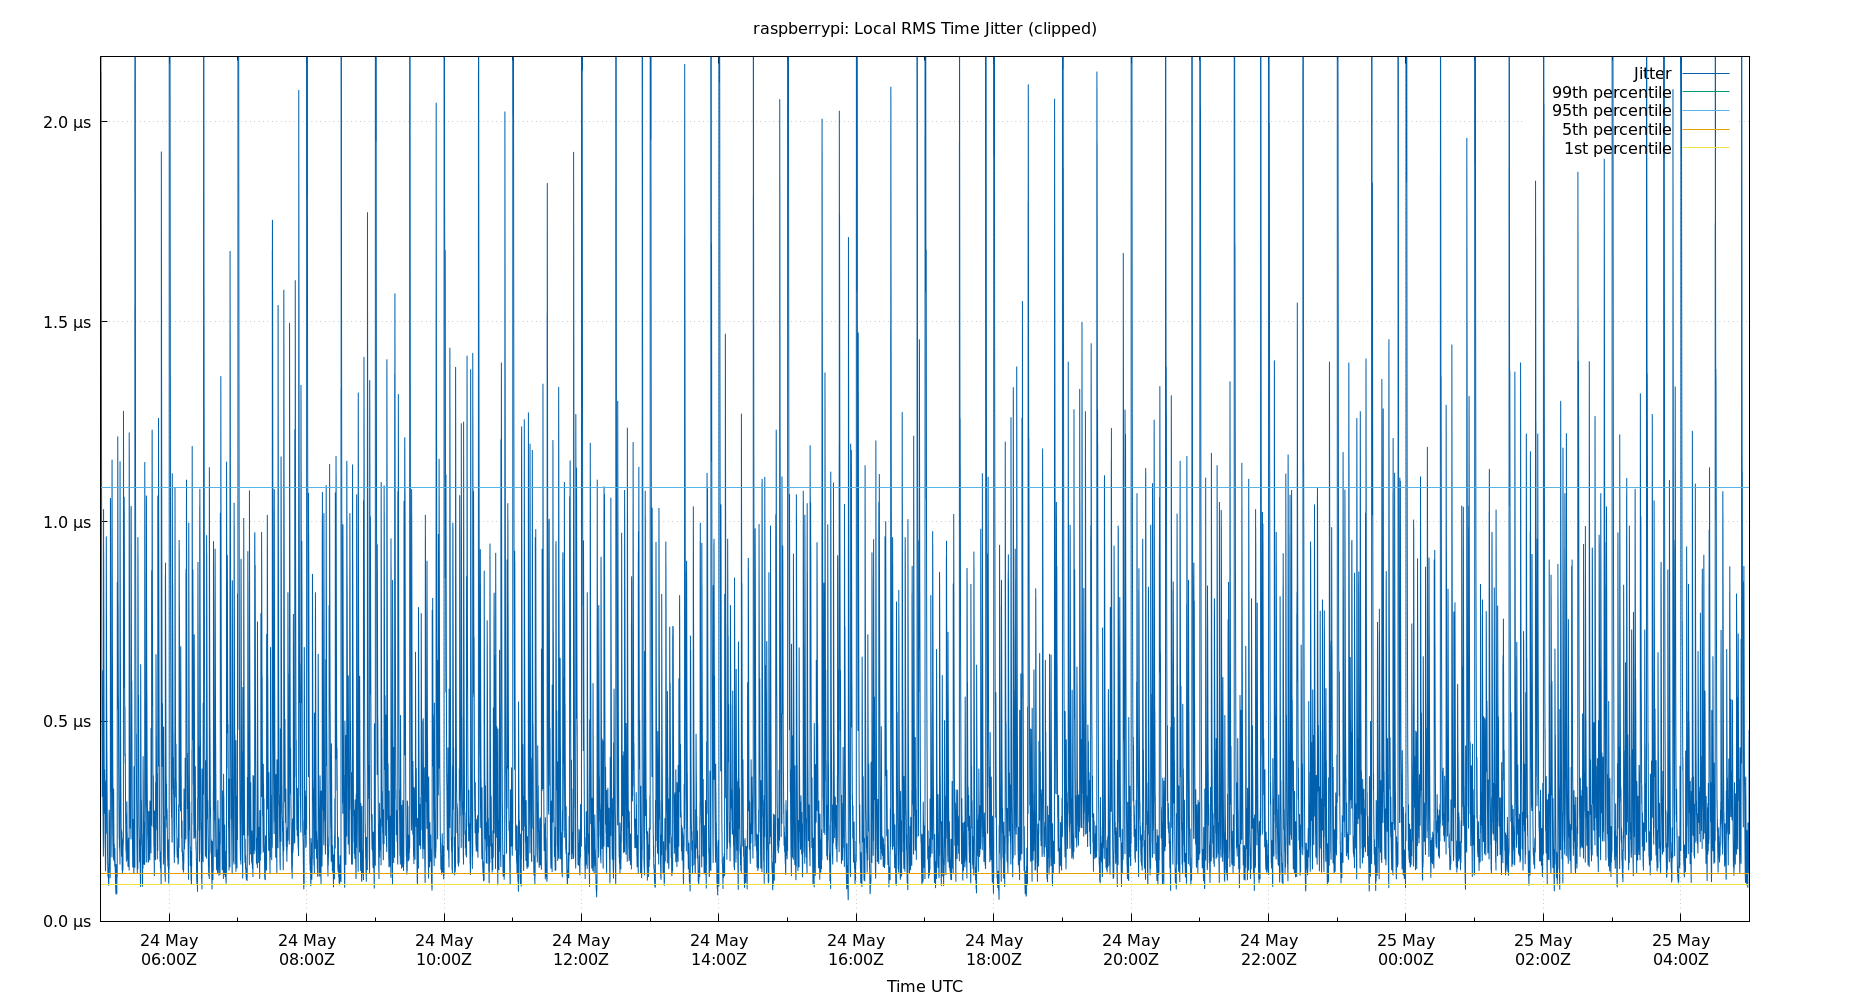 raspberrypi: Local RMS Time Jitter (clipped)
Jitter
99th percentile
95th percentile
5th percentile
1st percentile
2.0 µs
1.5 µs
1.0 µs
0.5 µs
0.0 µs
24 May 24 May 24 May 24 May 24 May 24 May 24 May 24 May 24 May 25 May 25 May 25 May
06:00Z 08:00Z 10:00Z 12:00Z 14:00Z 16:00Z 18:00Z 20:00Z 22:00Z 00:00Z 02:00Z 04:00Z
Time UTC